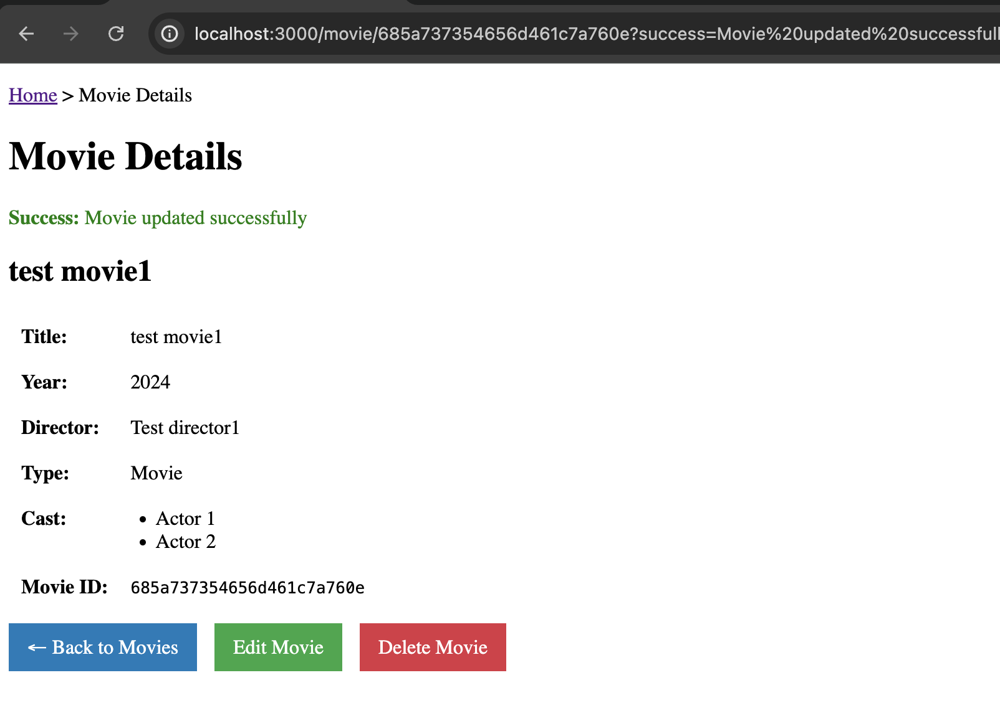 localhost:3000/movie/685a737354656d461c7a760e?success=Movie%20updated%20successfull
Home > Movie Details
Movie Details
Success: Movie updated successfully
test movie1
Title: test movie1
Year: 2024
Director: Test director1
Type: Movie
Cast: • Actor 1
• Actor 2
Movie ID: 685a737354656d461c7a760e
← Back to Movies Edit Movie Delete Movie